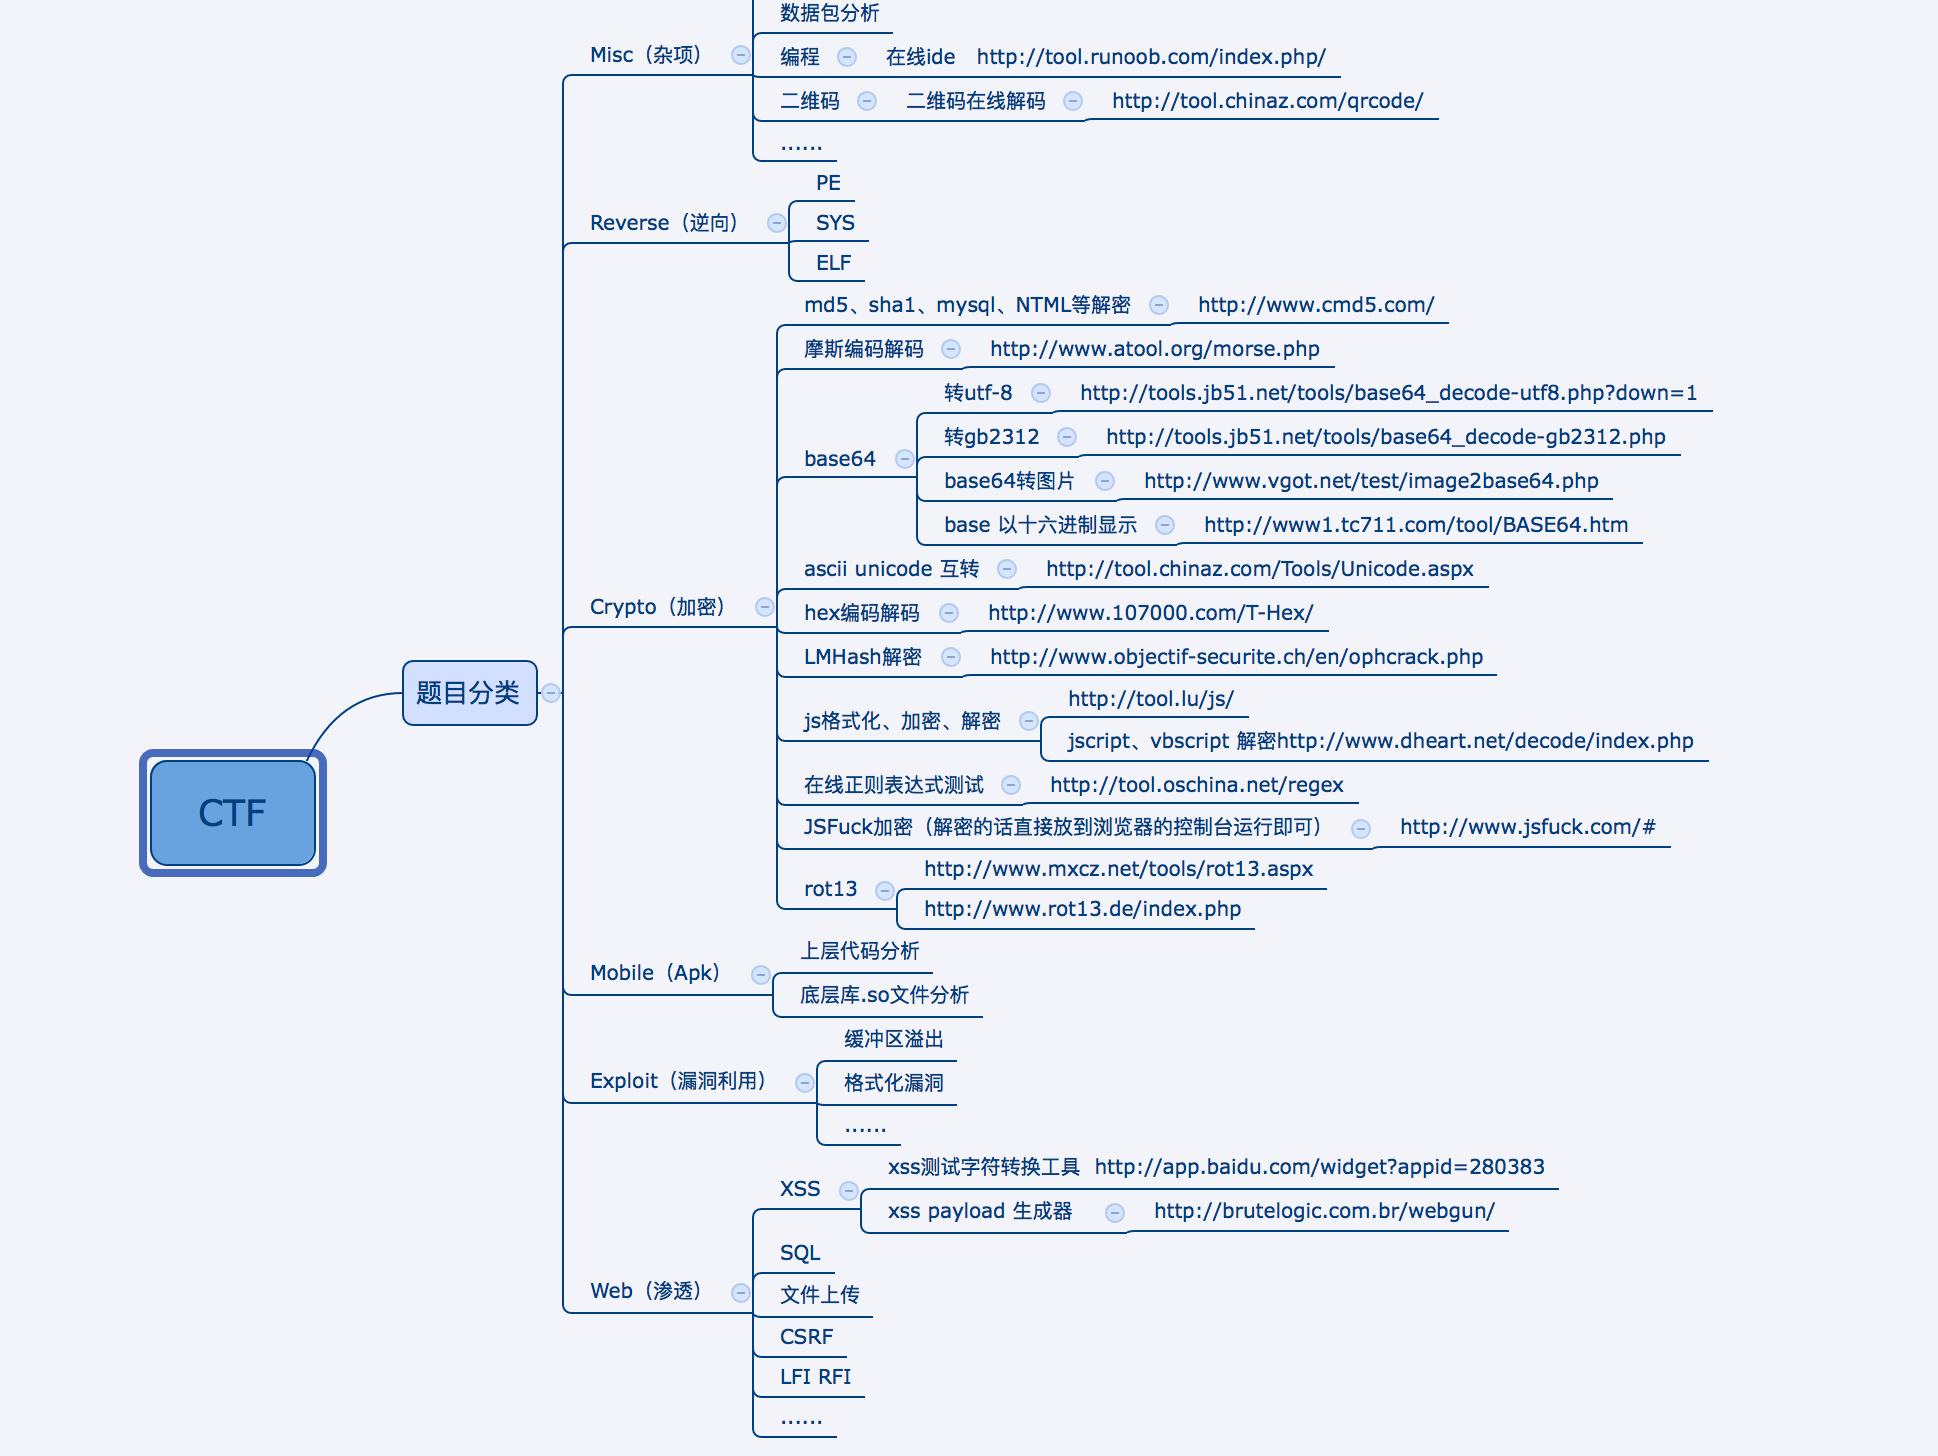 CTF
题目分类
Misc（杂项）
数据包分析
编程 在线ide http://tool.runoob.com/index.php/
二维码 二维码在线解码 http://tool.chinaz.com/qrcode/
……
Reverse（逆向）
PE
SYS
ELF
Crypto（加密）
md5、sha1、mysql、NTML等解密 http://www.cmd5.com/
摩斯编码解码 http://www.atool.org/morse.php
base64
转utf-8 http://tools.jb51.net/tools/base64_decode-utf8.php?down=1
转gb2312 http://tools.jb51.net/tools/base64_decode-gb2312.php
base64转图片 http://www.vgot.net/test/image2base64.php
base 以十六进制显示 http://www1.tc711.com/tool/BASE64.htm
ascii unicode 互转 http://tool.chinaz.com/Tools/Unicode.aspx
hex编码解码 http://www.107000.com/T-Hex/
LMHash解密 http://www.objectif-securite.ch/en/ophcrack.php
js格式化、加密、解密
http://tool.lu/js/
jscript、vbscript 解密http://www.dheart.net/decode/index.php
在线正则表达式测试 http://tool.oschina.net/regex
JSFuck加密（解密的话直接放到浏览器的控制台运行即可） http://www.jsfuck.com/#
rot13
http://www.mxcz.net/tools/rot13.aspx
http://www.rot13.de/index.php
Mobile（Apk）
上层代码分析
底层库.so文件分析
Exploit（漏洞利用）
缓冲区溢出
格式化漏洞
……
Web（渗透）
XSS
xss测试字符转换工具 http://app.baidu.com/widget?appid=280383
xss payload 生成器 http://brutelogic.com.br/webgun/
SQL
文件上传
CSRF
LFI RFI
……